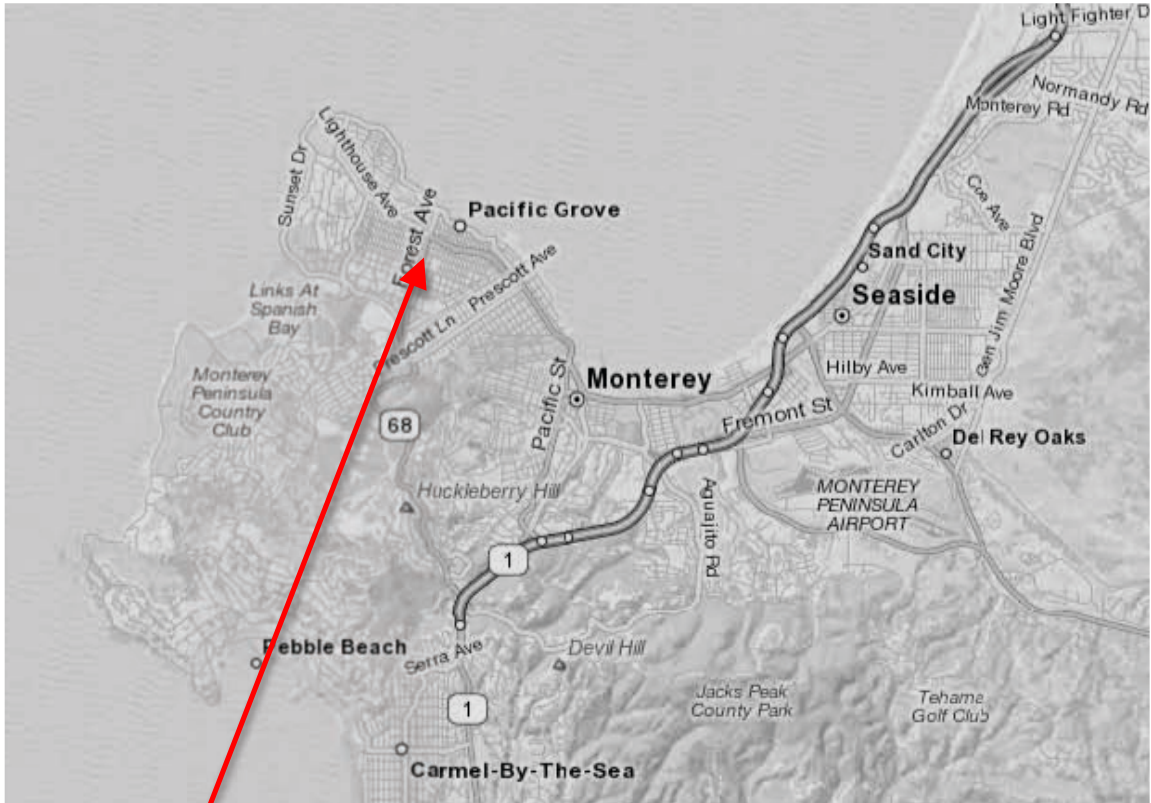 Light Fighter D
Normandy Rd
Monterey Rd
Lighthouse Ave
Sunset Dr
Coe Ave
Pacific Grove
Forest Ave
Sand City
Prescott Ave
Links At
Spanish
Bay
Seaside
Gen Jim Moore Blvd
Prescott Ln
Hilby Ave
Monterey
Peninsula
Country
Club
Monterey
Kimball Ave
Pacific St
Fremont St
68
Carlton Dr
Del Rey Oaks
Huckleberry Hill
MONTEREY
PENINSULA
AIRPORT
Aguajito Rd
1
Pebble Beach
Serra Ave
Devil Hill
Jacks Peak
County Park
Tehama
Golf Club
1
Carmel-By-The-Sea